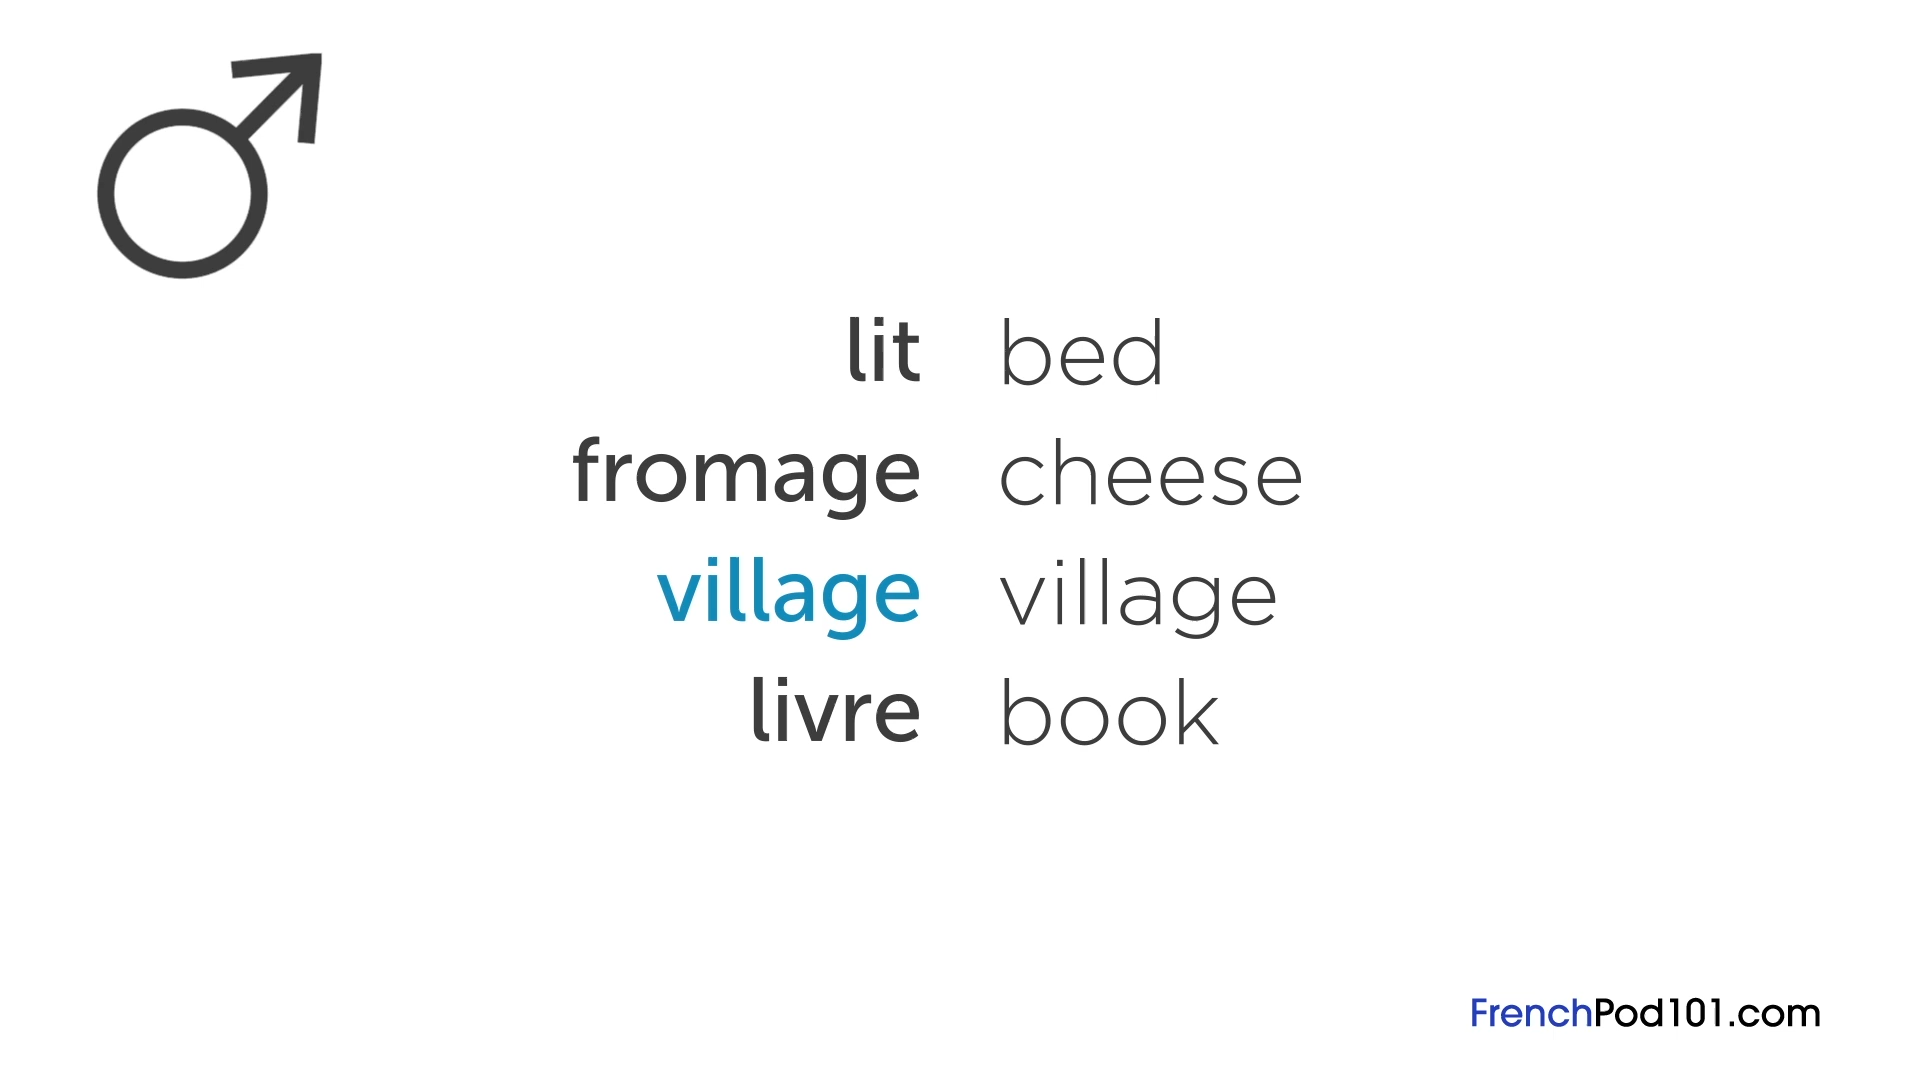 lit bed
fromage cheese
village village
livre book
FrenchPod101.com